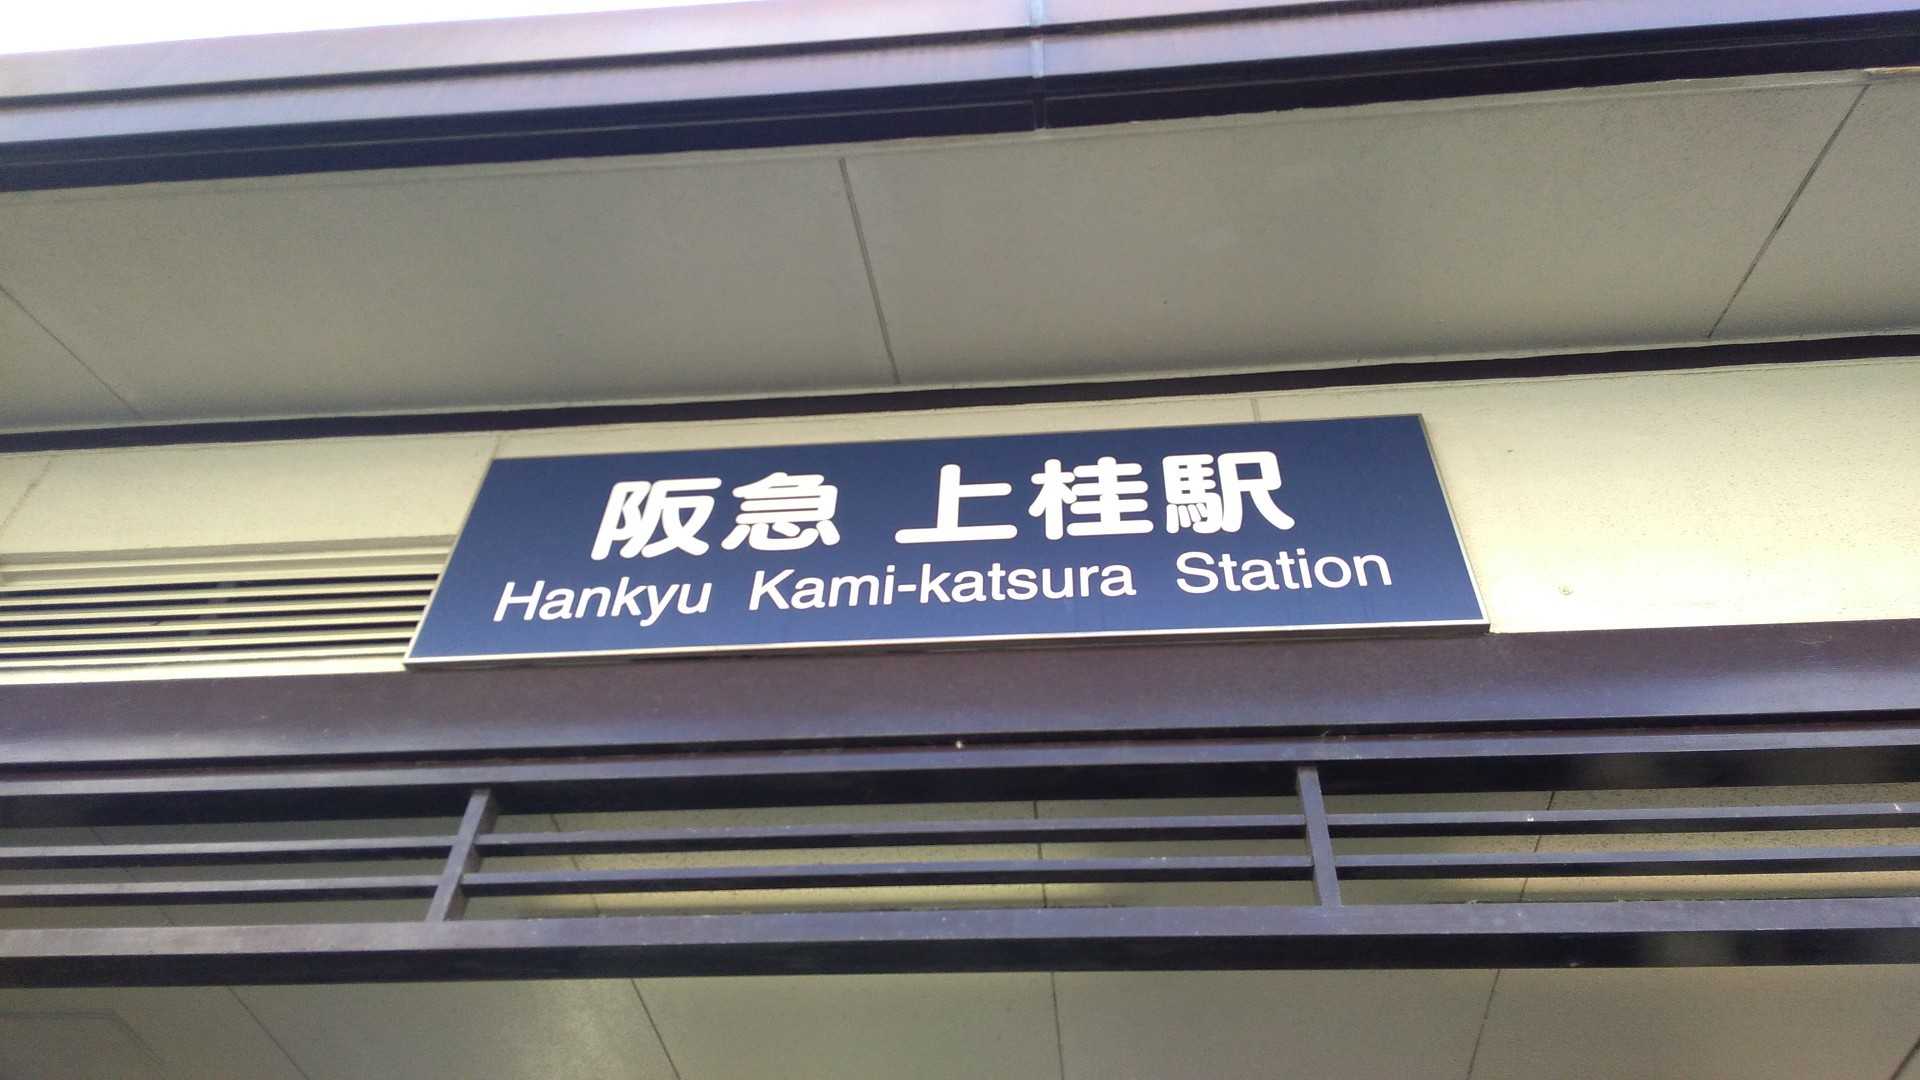 阪急 上桂駅
Hankyu Kami-katsura Station